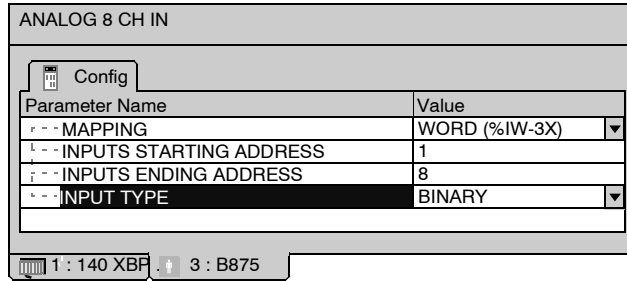 ANALOG 8 CH IN
Config
Parameter Name Value
MAPPING WORD (%IW-3X)
INPUTS STARTING ADDRESS 1
INPUTS ENDING ADDRESS 8
INPUT TYPE BINARY
1 : 140 XBP . 3 : B875